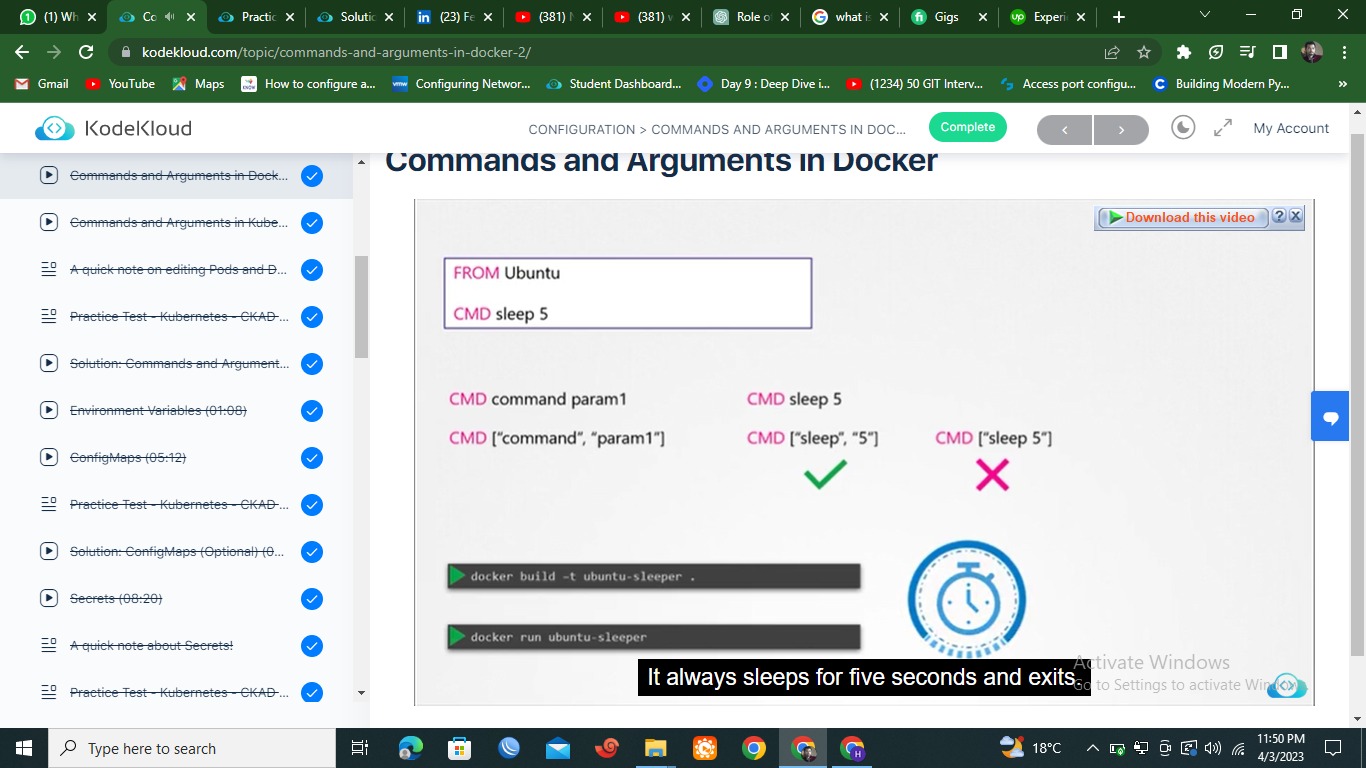 (1) Wh
Co
Practic
Solutic
(23) Fe
(381) N
(381) v
Role of
what is
Gigs
Experi
kodekloud.com/topic/commands-and-arguments-in-docker-2/
Gmail
YouTube
Maps
How to configure a...
Configuring Networ...
Student Dashboard...
Day 9 : Deep Dive i...
(1234) 50 GIT Interv...
Access port configu...
Building Modern Py...
KodeKloud
CONFIGURATION > COMMANDS AND ARGUMENTS IN DOC...
Complete
My Account
Commands and Arguments in Dock...
Commands and Arguments in Kube...
A quick note on editing Pods and D...
Practice Test - Kubernetes - CKAD-...
Solution: Commands and Argument...
Environment Variables (01:08)
ConfigMaps (05:12)
Practice Test - Kubernetes - CKAD-...
Solution: ConfigMaps (Optional) (0...
Secrets (08:20)
A quick note about Secrets!
Practice Test - Kubernetes - CKAD-...
Commands and Arguments in Docker
Download this video
FROM Ubuntu
CMD sleep 5
CMD command param1
CMD sleep 5
CMD [“command”, “param1”]
CMD [“sleep”, “5”]
CMD [“sleep 5”]
docker build -t ubuntu-sleeper .
docker run ubuntu-sleeper
It always sleeps for five seconds and exits.
Activate Windows
Go to Settings to activate
Type here to search
18°C
11:50 PM
4/3/2023